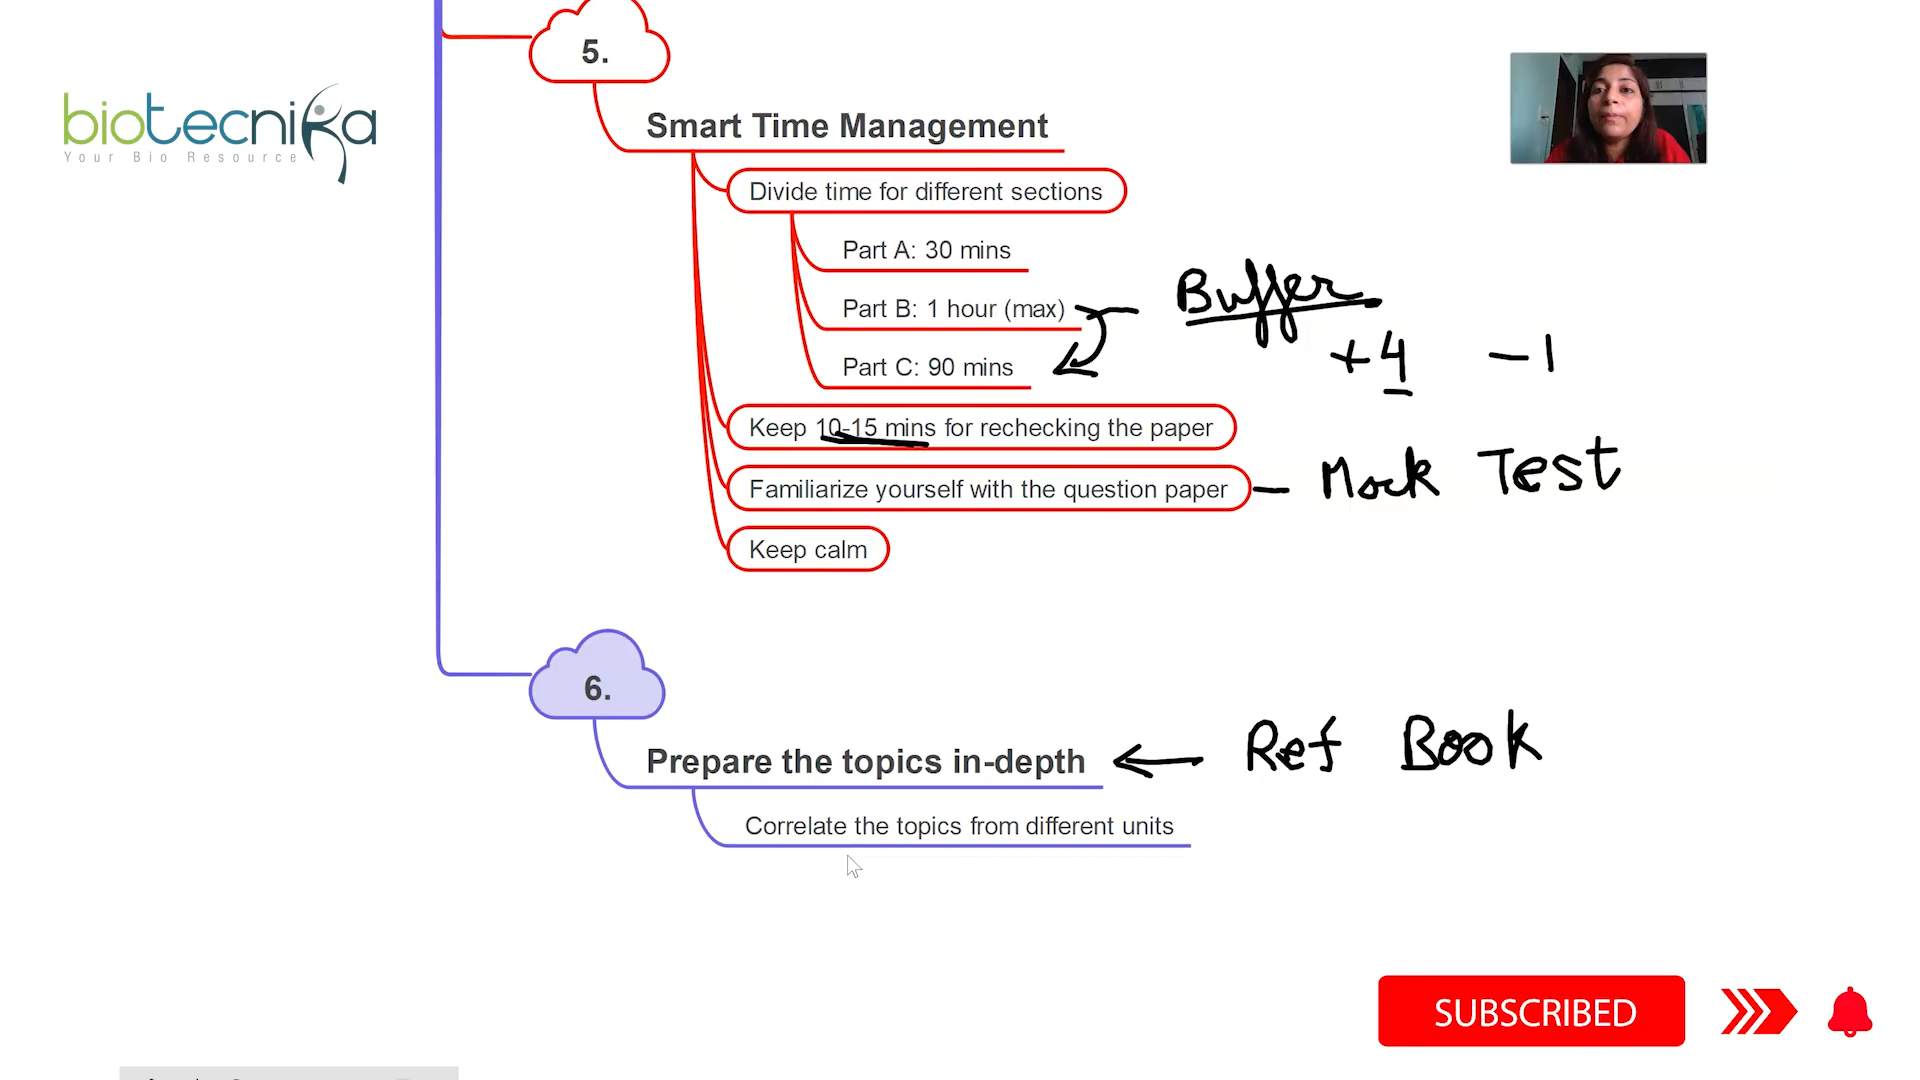 5.
biotecnika
Your Bio Resource
Smart Time Management
Divide time for different sections
Part A: 30 mins
Part B: 1 hour (max)
Buffer
+4 -1
Part C: 90 mins
Keep 10-15 mins for rechecking the paper
Familiarize yourself with the question paper
Mock Test
Keep calm
6.
Prepare the topics in-depth
Ref Book
Correlate the topics from different units
SUBSCRIBED